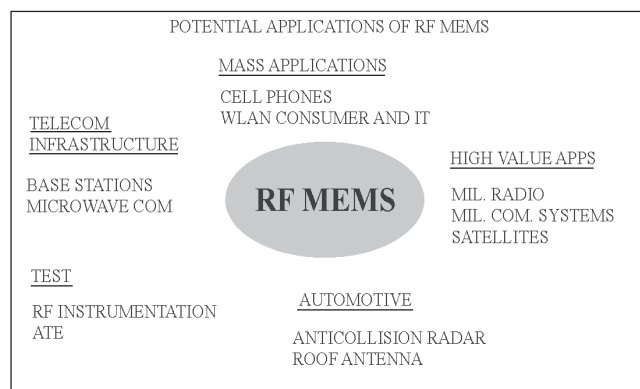 POTENTIAL APPLICATIONS OF RF MEMS
MASS APPLICATIONS
CELL PHONES
WLAN CONSUMER AND IT
TELECOM
INFRASTRUCTURE
BASE STATIONS
MICROWAVE COM
RF MEMS
HIGH VALUE APPS
MIL. RADIO
MIL. COM. SYSTEMS
SATELLITES
TEST
RF INSTRUMENTATION
ATE
AUTOMOTIVE
ANTICOLLISION RADAR
ROOF ANTENNA